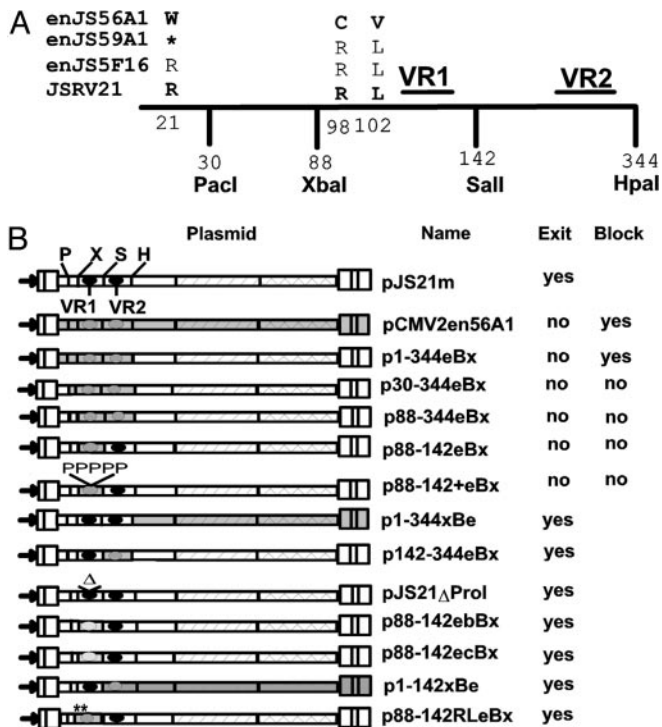 A
enJS56A1 W C V
enJS59A1 * R L
enJS5F16 R R L
JSRV21 R R L
VR1 VR2
21 98 102
30 88 142 344
PacI XbaI SalI HpaI
B
Plasmid Name Exit Block
P X S H
pJS21m yes
VR1 VR2
pCMV2en56A1 no yes
p1-344eBx no yes
p30-344eBx no no
p88-344eBx no no
p88-142eBx no no
PPPPP
p88-142+eBx no no
p1-344xBe yes
p142-344eBx yes
Δ
pJS21ΔProl yes
p88-142ebBx yes
p88-142ecBx yes
p1-142xBe yes
**
p88-142RLeBx yes